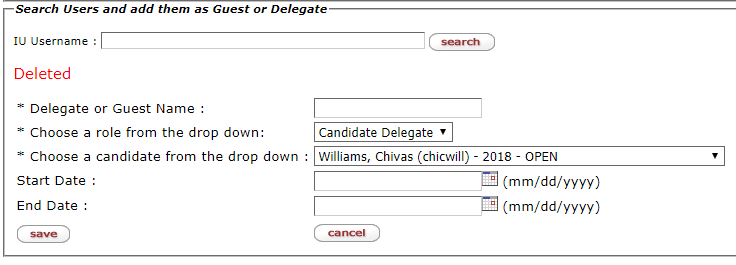 Search Users and add them as Guest or Delegate
IU Username : search
Deleted
* Delegate or Guest Name :
* Choose a role from the drop down: Candidate Delegate
* Choose a candidate from the drop down : Williams, Chivas (chicwill) - 2018 - OPEN
Start Date : (mm/dd/yyyy)
End Date : (mm/dd/yyyy)
save cancel